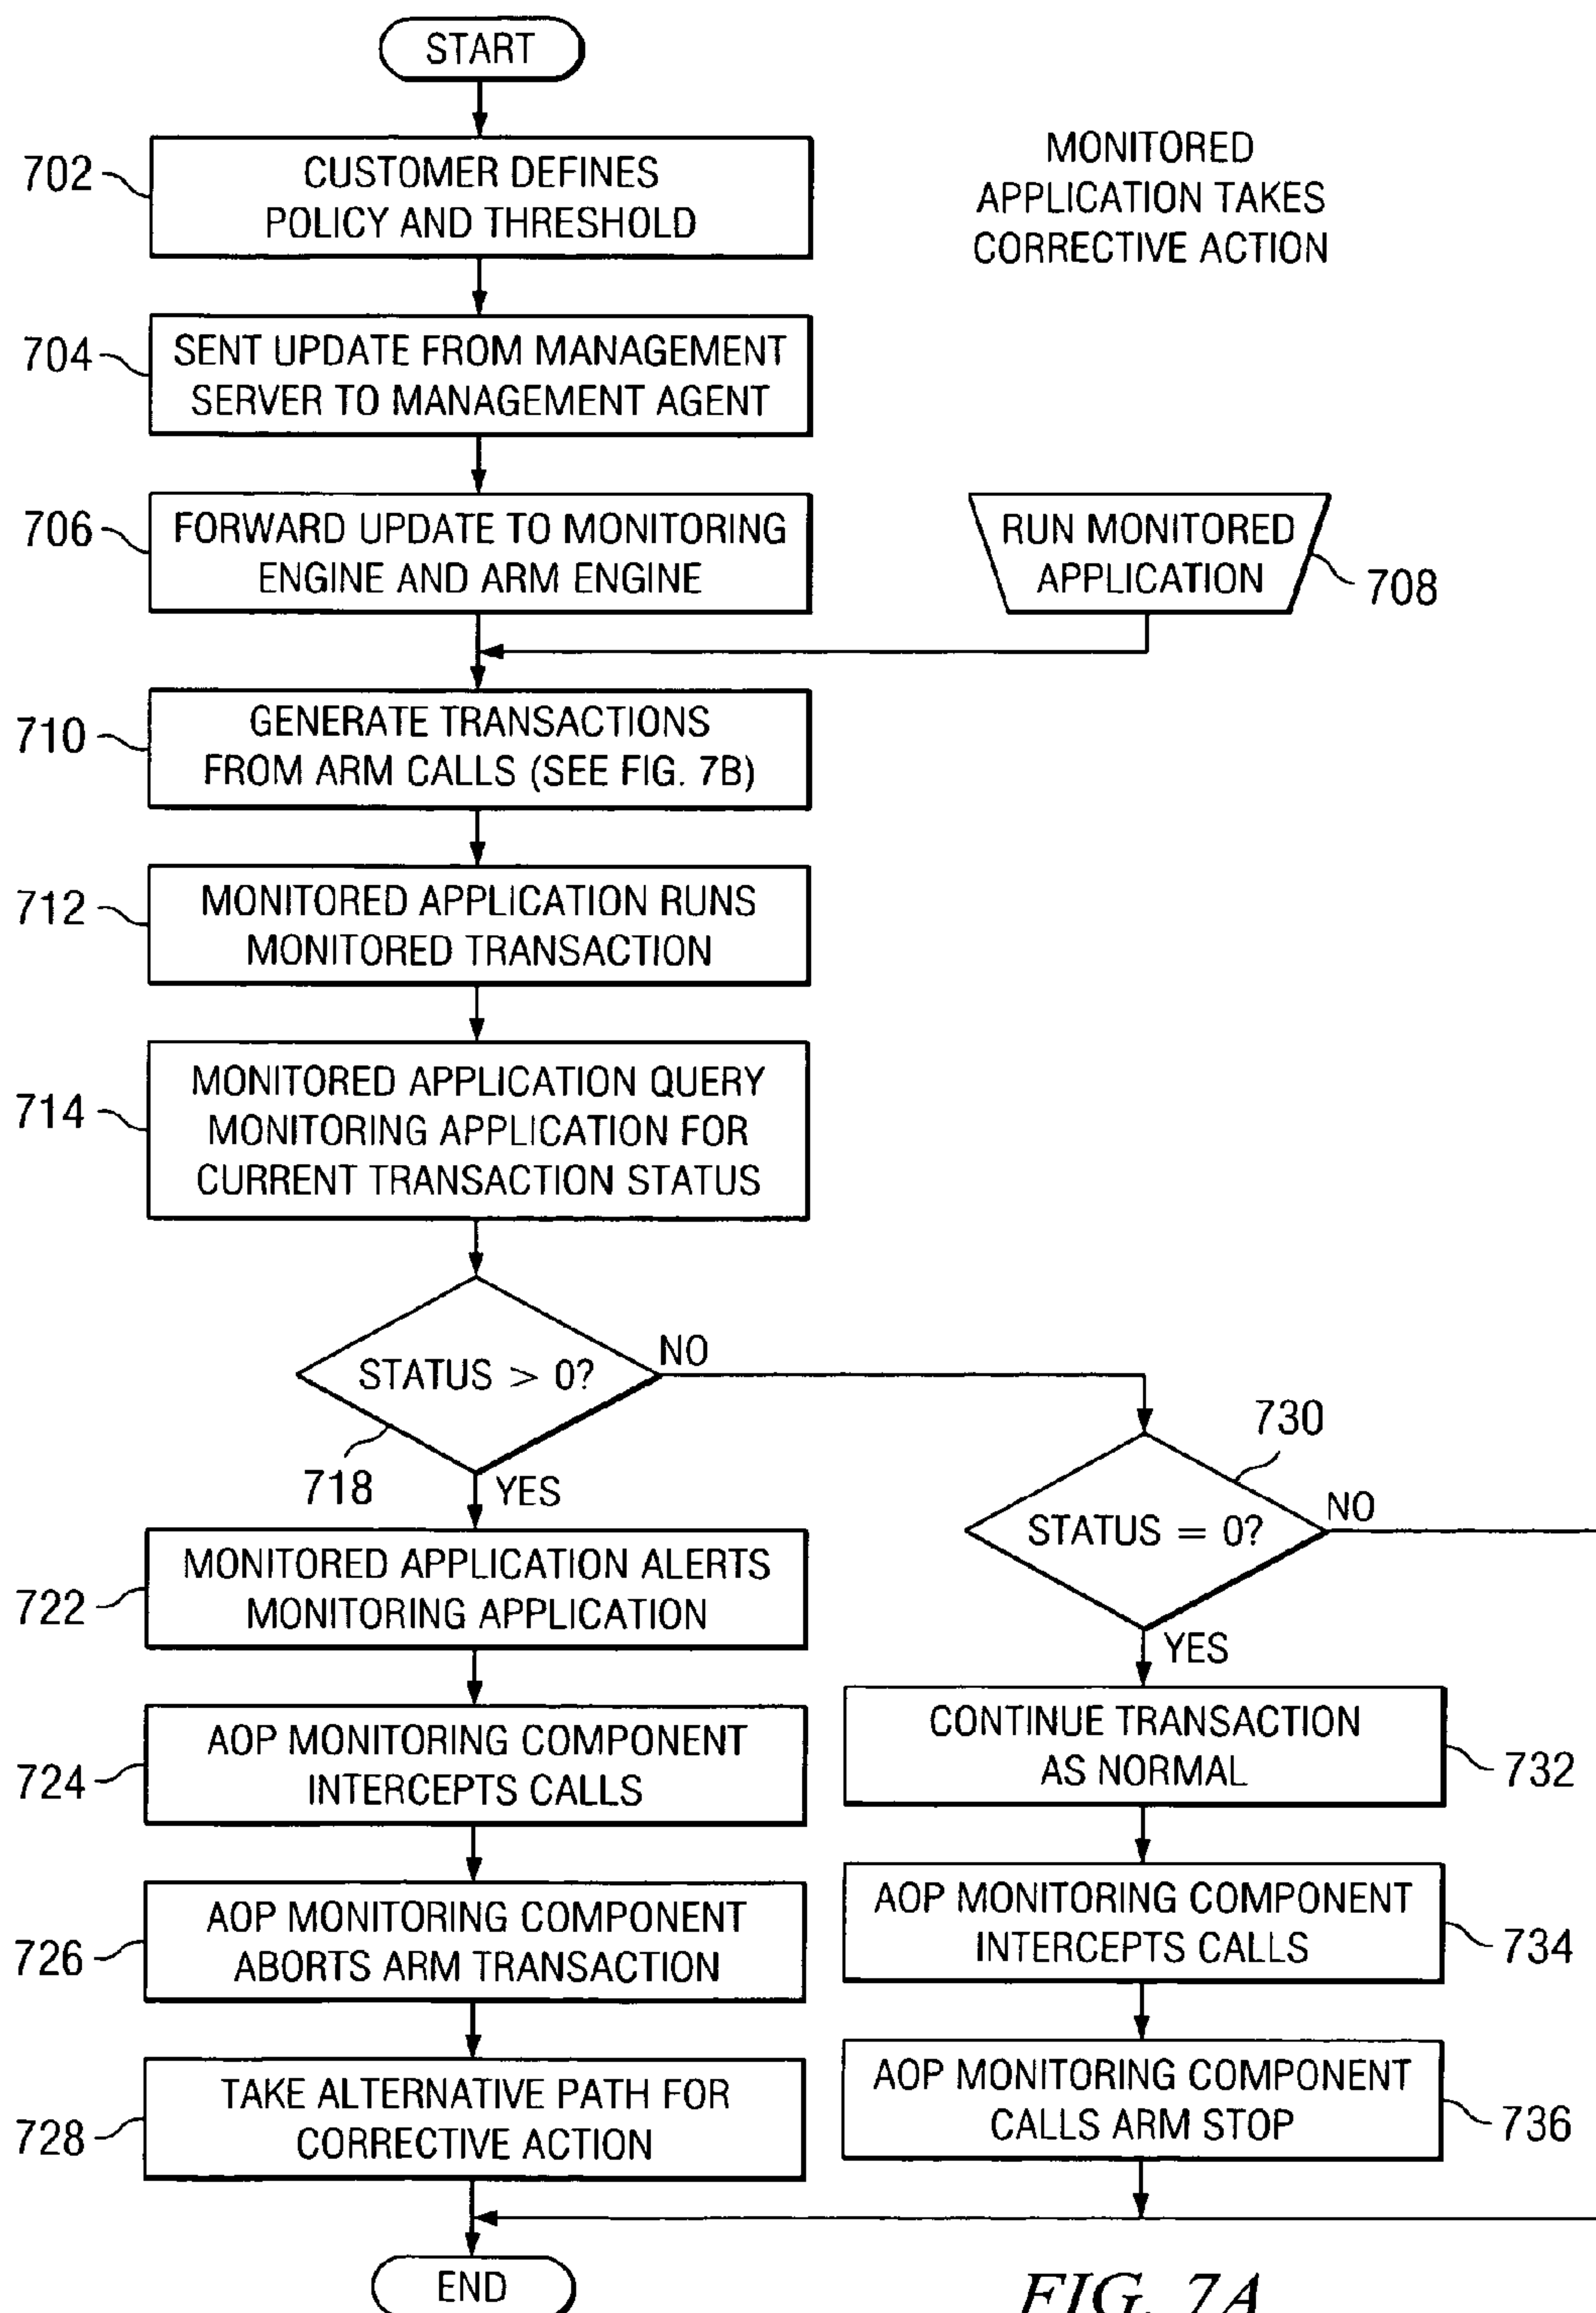 START
702
CUSTOMER DEFINES
POLICY AND THRESHOLD
MONITORED
APPLICATION TAKES
CORRECTIVE ACTION
704
SENT UPDATE FROM MANAGEMENT
SERVER TO MANAGEMENT AGENT
706
FORWARD UPDATE TO MONITORING
ENGINE AND ARM ENGINE
RUN MONITORED
APPLICATION
708
710
GENERATE TRANSACTIONS
FROM ARM CALLS (SEE FIG. 7B)
712
MONITORED APPLICATION RUNS
MONITORED TRANSACTION
714
MONITORED APPLICATION QUERY
MONITORING APPLICATION FOR
CURRENT TRANSACTION STATUS
STATUS > 0?
NO
718
YES
730
STATUS = 0?
NO
YES
722
MONITORED APPLICATION ALERTS
MONITORING APPLICATION
724
AOP MONITORING COMPONENT
INTERCEPTS CALLS
CONTINUE TRANSACTION
AS NORMAL
732
726
AOP MONITORING COMPONENT
ABORTS ARM TRANSACTION
AOP MONITORING COMPONENT
INTERCEPTS CALLS
734
728
TAKE ALTERNATIVE PATH FOR
CORRECTIVE ACTION
AOP MONITORING COMPONENT
CALLS ARM STOP
736
END
FIG. 7A